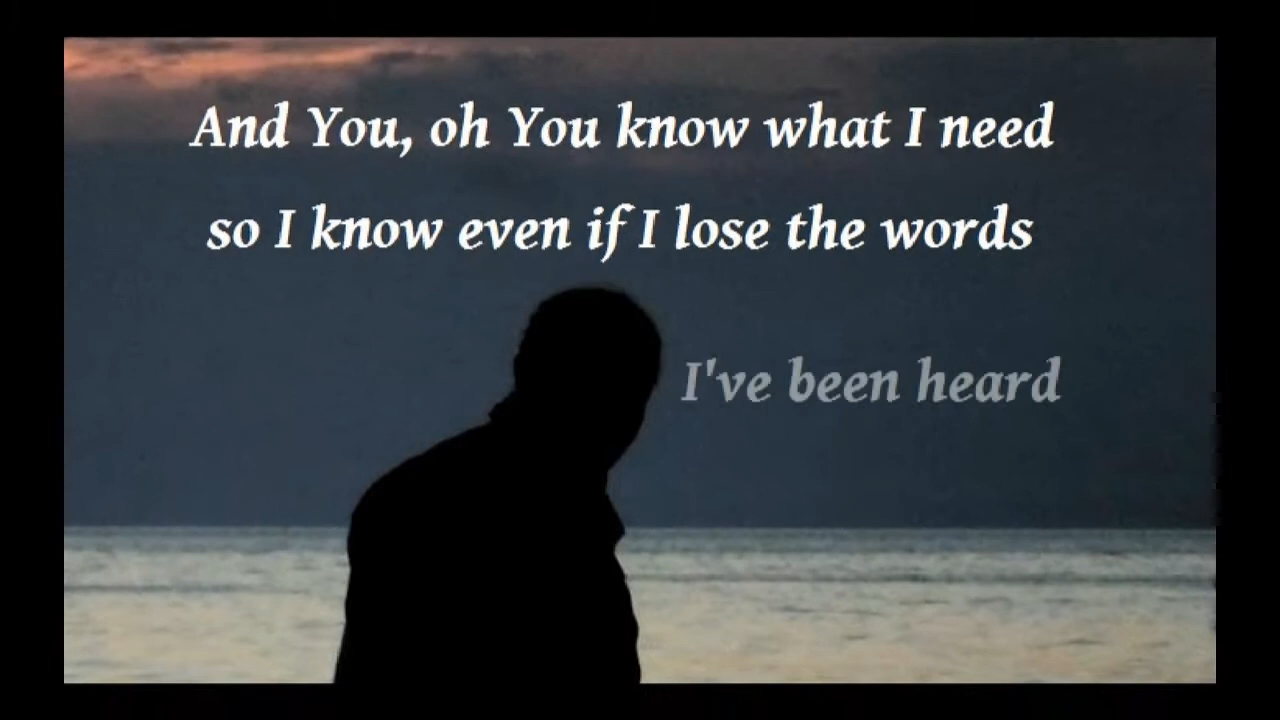 And You, oh You know what I need
so I know even if I lose the words
I've been heard